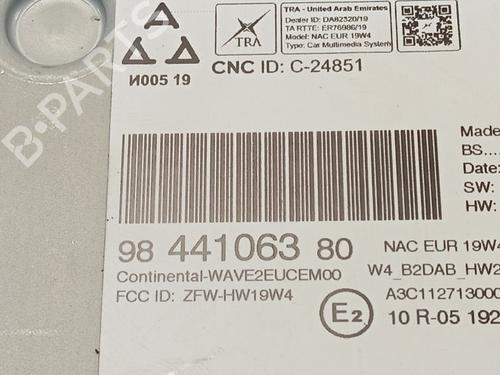 TRA - United Arab Emirates
Dealer ID: DA82320/19
TA RTTE: ER76986/19
Model: NAC EUR 19W4
Type: Car Multimedia System
TRA
И005 19
CNC ID: C-24851
B-PARTS
Made
BS....
Date:
SW:
HW:
98 441063 80
NAC EUR 19W4
Continental-WAVE2EUCEM00
W4_B2DAB_HW2
FCC ID: ZFW-HW19W4
A3C112713000
E2
10 R-05 192